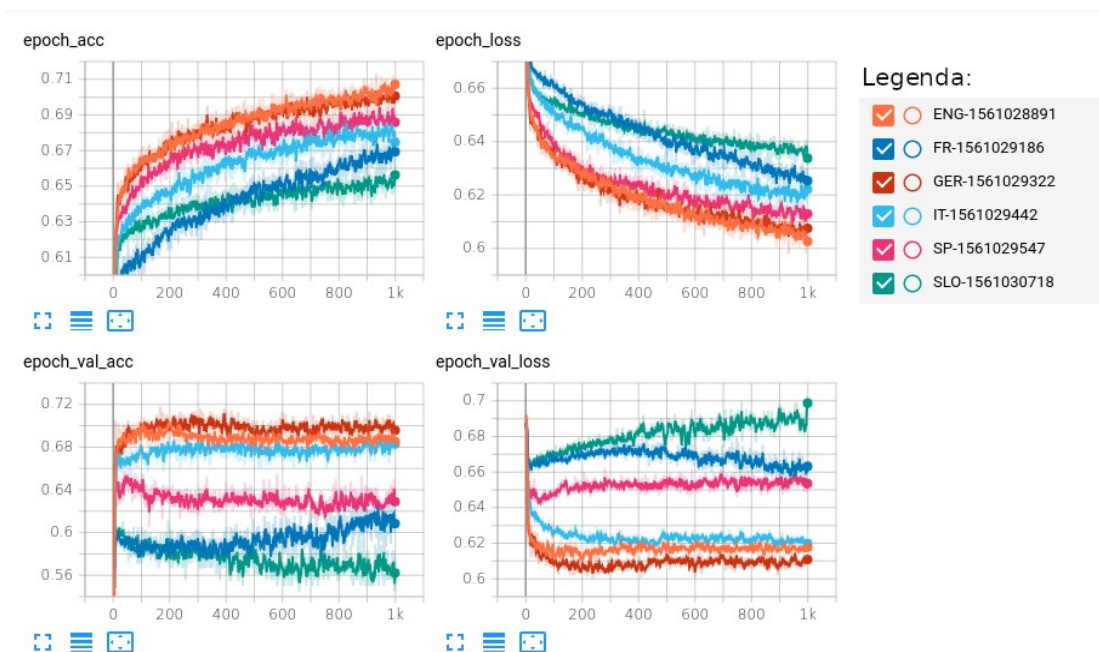 epoch_acc
0.71
0.69
0.67
0.65
0.63
0.61
0 200 400 600 800 1k
epoch_loss
0.66
0.64
0.62
0.6
0 200 400 600 800 1k
Legenda:
ENG-1561028891
FR-1561029186
GER-1561029322
IT-1561029442
SP-1561029547
SLO-1561030718
epoch_val_acc
0.72
0.68
0.64
0.6
0.56
0 200 400 600 800 1k
epoch_val_loss
0.7
0.68
0.66
0.64
0.62
0.6
0 200 400 600 800 1k